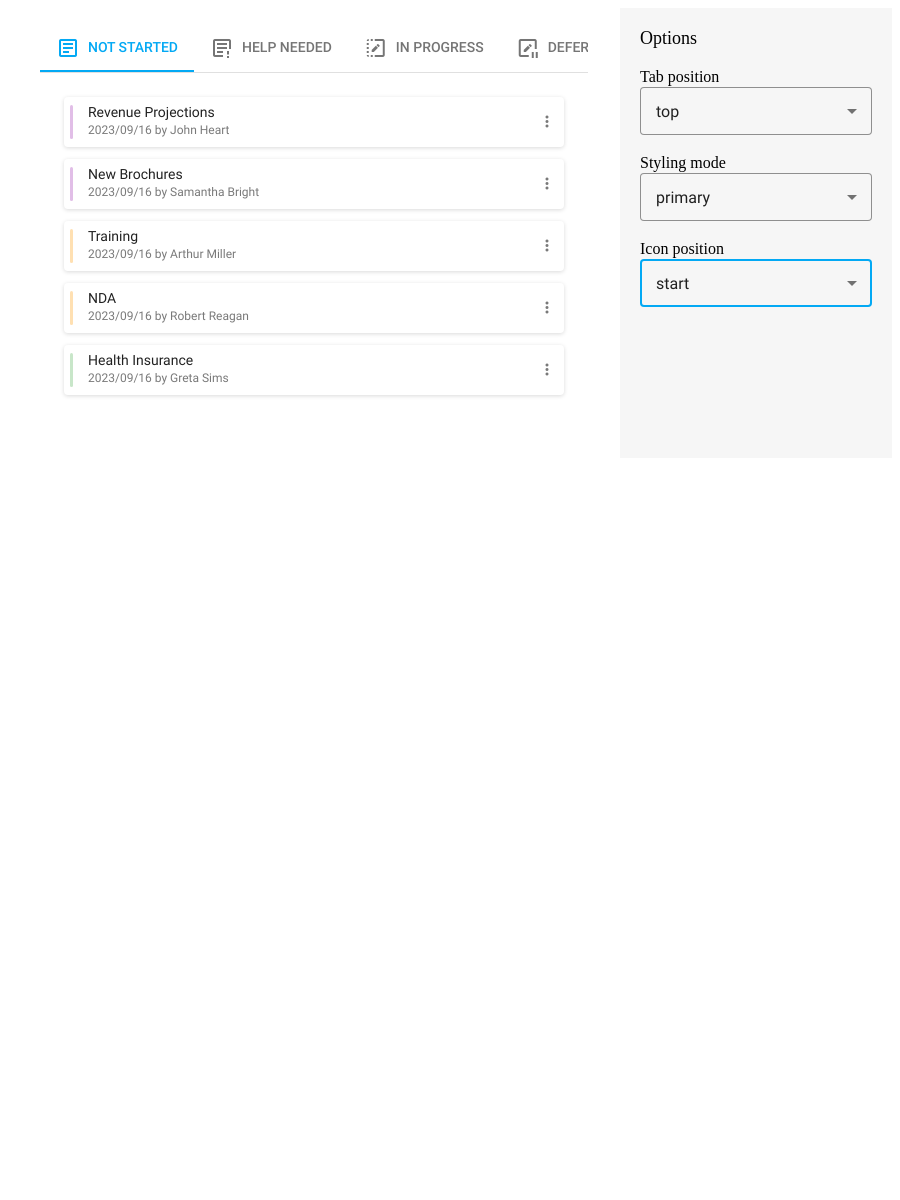 NOT STARTED HELP NEEDED IN PROGRESS DEFER
Revenue Projections
2023/09/16 by John Heart
New Brochures
2023/09/16 by Samantha Bright
Training
2023/09/16 by Arthur Miller
NDA
2023/09/16 by Robert Reagan
Health Insurance
2023/09/16 by Greta Sims
Options
Tab position
top
Styling mode
primary
Icon position
start